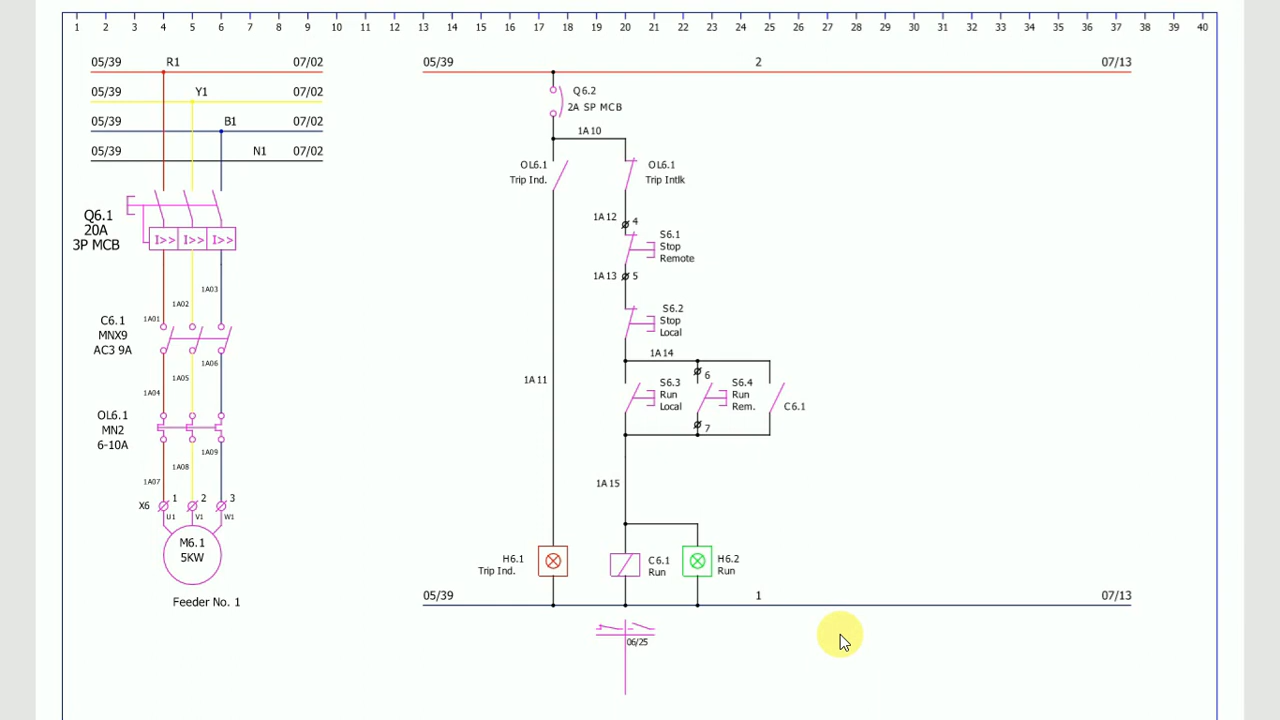 1 2 3 4 5 6 7 8 9 10 11 12 13 14 15 16 17 18 19 20 21 22 23 24 25 26 27 28 29 30 31 32 33 34 35 36 37 38 39 40
05/39 R1 07/02
05/39 Y1 07/02
05/39 B1 07/02
05/39 N1 07/02
Q6.1
20A
3P MCB
I>> I>> I>>
1A03
1A02
1A01
C6.1
MNX9
AC3 9A
1A06
1A05
1A04
OL6.1
MN2
6-10A
1A09
1A08
1A07
X6 1 2 3
U1 V1 W1
M6.1
5KW
Feeder No. 1
05/39 2 07/13
Q6.2
2A SP MCB
1A10
OL6.1
Trip Ind.
OL6.1
Trip Intlk
1A12 4
S6.1
Stop
Remote
1A13 5
S6.2
Stop
Local
1A14
6
S6.3
Run
Local
S6.4
Run
Rem.
C6.1
7
1A11
1A15
H6.1
Trip Ind.
C6.1
Run
H6.2
Run
05/39 1 07/13
06/25